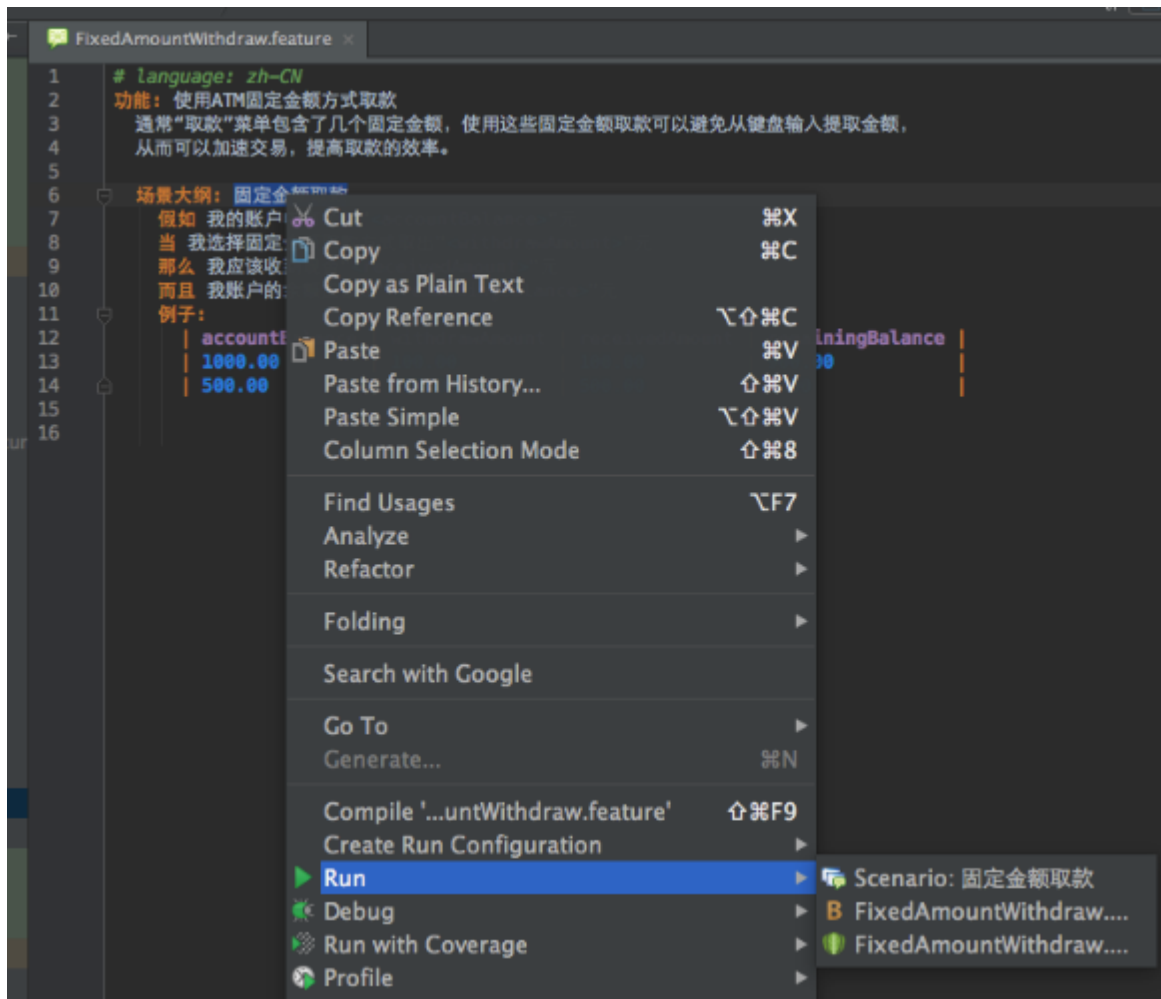 FixedAmountWithdraw.feature
1 # language: zh-CN
2 功能: 使用ATM固定金额方式取款
3 通常“取款”菜单包含了几个固定金额，使用这些固定金额取款可以避免从键盘输入提取金额，
4 从而可以加速交易，提高取款的效率。
5
6 场景大纲: 固定金额取款
7 假如 我的账户
8 当 我选择固定
9 那么 我应该收
10 而且 我账户的
11 例子:
12 | account iningBalance |
13 | 1000.00 |
14 | 500.00 |
15
16
Cut ⌘X
Copy ⌘C
Copy as Plain Text
Copy Reference ⌥⇧⌘C
Paste ⌘V
Paste from History... ⇧⌘V
Paste Simple ⌥⇧⌘V
Column Selection Mode ⇧⌘8
Find Usages ⌥F7
Analyze
Refactor
Folding
Search with Google
Go To
Generate... ⌘N
Compile '...untWithdraw.feature' ⇧⌘F9
Create Run Configuration
Run
Debug
Run with Coverage
Profile
Scenario: 固定金额取款
FixedAmountWithdraw....
FixedAmountWithdraw....